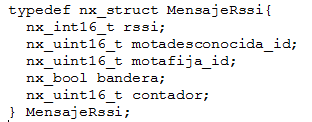 typedef nx_struct MensajeRssi{
  nx_int16_t rssi;
  nx_uint16_t motadesconocida_id;
  nx_uint16_t motafija_id;
  nx_bool bandera;
  nx_uint16_t contador;
} MensajeRssi;